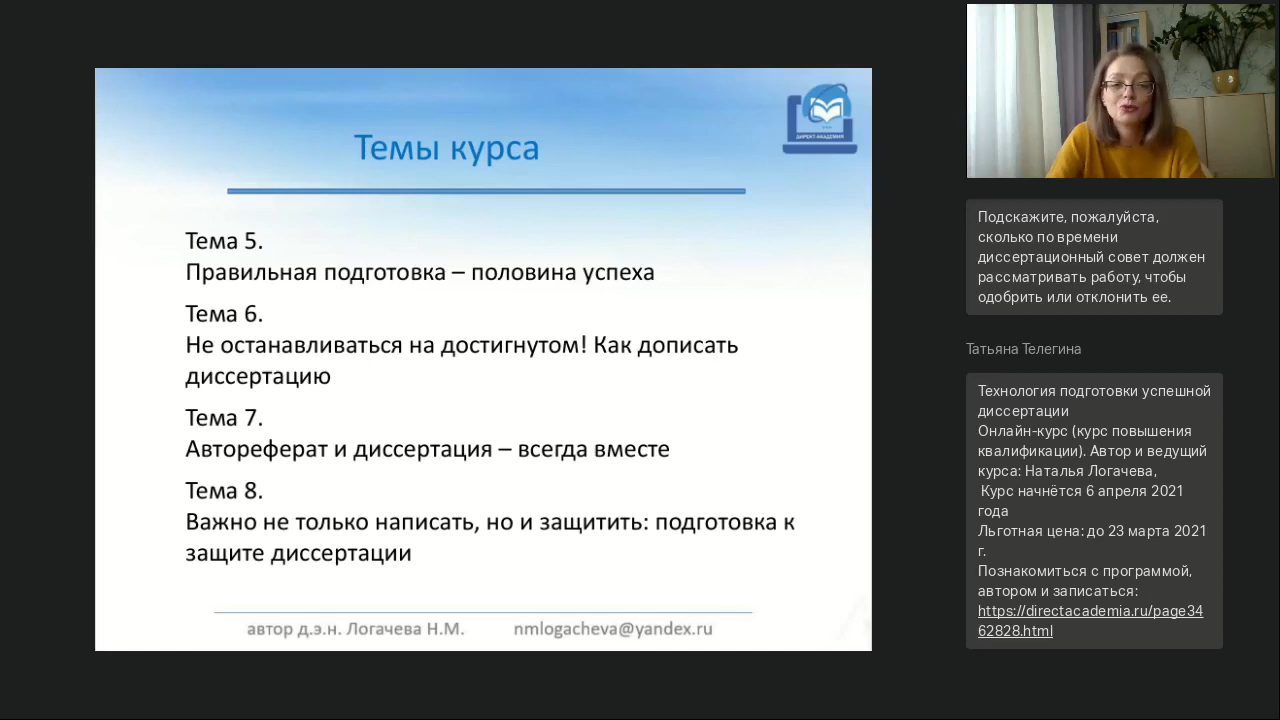 Темы курса
ДИРЕКТ-АКАДЕМИЯ
Тема 5.
Правильная подготовка – половина успеха
Тема 6.
Не останавливаться на достигнутом! Как дописать
диссертацию
Тема 7.
Автореферат и диссертация – всегда вместе
Тема 8.
Важно не только написать, но и защитить: подготовка к
защите диссертации
автор д.э.н. Логачева Н.М. nmlogacheva@yandex.ru
Подскажите, пожалуйста,
сколько по времени
диссертационный совет должен
рассматривать работу, чтобы
одобрить или отклонить ее.
Татьяна Телегина
Технология подготовки успешной
диссертации
Онлайн-курс (курс повышения
квалификации). Автор и ведущий
курса: Наталья Логачева,
Курс начнётся 6 апреля 2021
года
Льготная цена: до 23 марта 2021
г.
Познакомиться с программой,
автором и записаться:
https://directacademia.ru/page34
62828.html